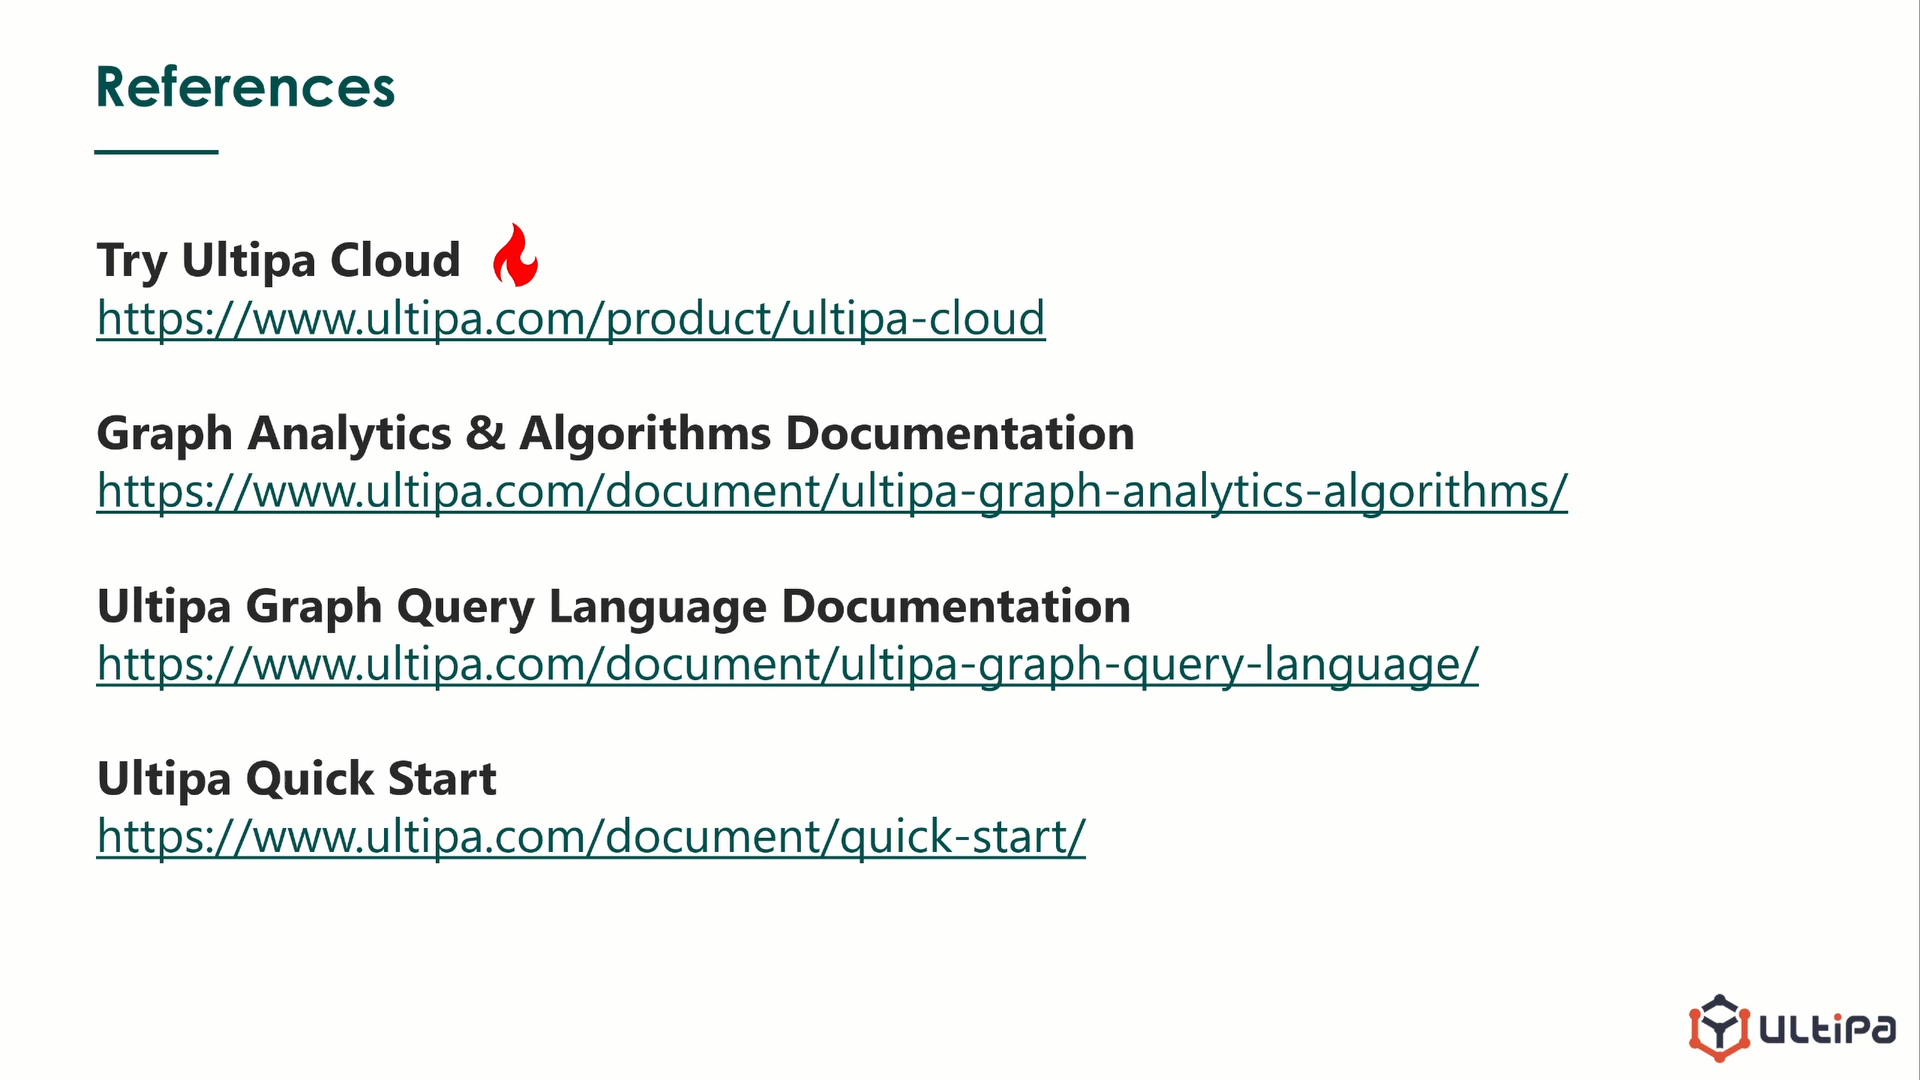 References
Try Ultipa Cloud
https://www.ultipa.com/product/ultipa-cloud
Graph Analytics & Algorithms Documentation
https://www.ultipa.com/document/ultipa-graph-analytics-algorithms/
Ultipa Graph Query Language Documentation
https://www.ultipa.com/document/ultipa-graph-query-language/
Ultipa Quick Start
https://www.ultipa.com/document/quick-start/
ULtiPa